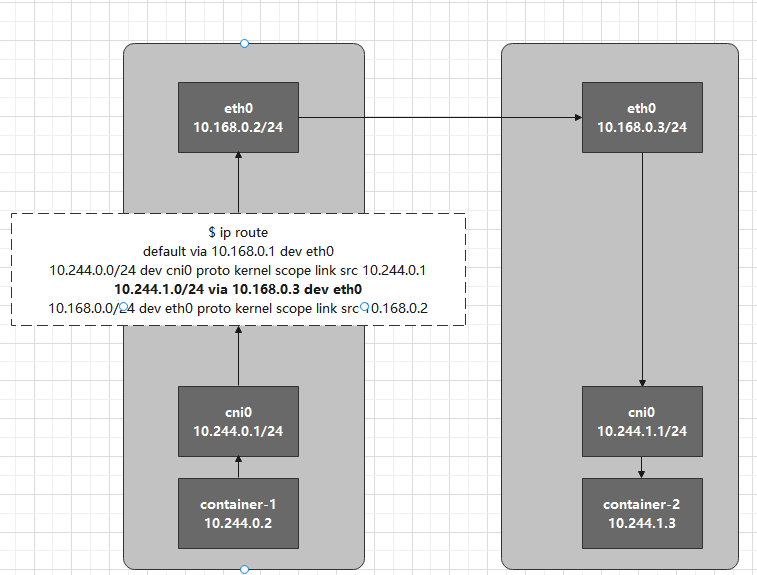 eth0
10.168.0.2/24
eth0
10.168.0.3/24
$ ip route
default via 10.168.0.1 dev eth0
10.244.0.0/24 dev cni0 proto kernel scope link src 10.244.0.1
10.244.1.0/24 via 10.168.0.3 dev eth0
10.168.0.0/24 dev eth0 proto kernel scope link src 10.168.0.2
cni0
10.244.0.1/24
cni0
10.244.1.1/24
container-1
10.244.0.2
container-2
10.244.1.3